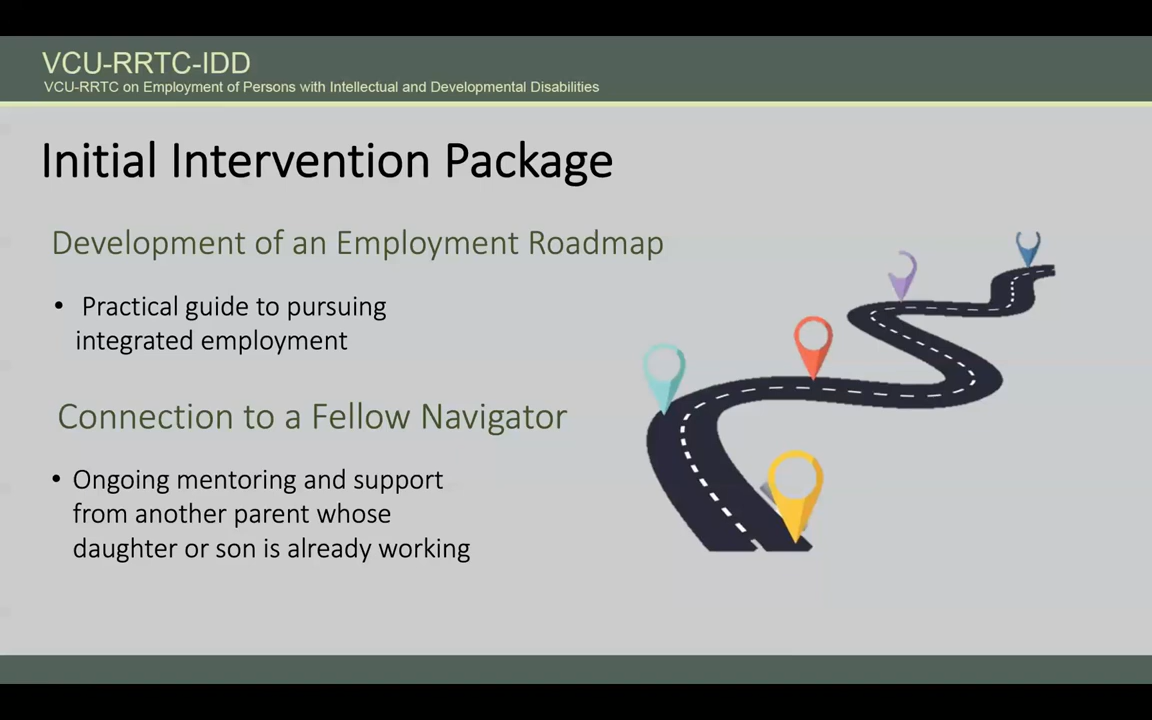 VCU-RRTC-IDD
VCU-RRTC on Employment of Persons with Intellectual and Developmental Disabilities
Initial Intervention Package
Development of an Employment Roadmap
• Practical guide to pursuing
integrated employment
Connection to a Fellow Navigator
• Ongoing mentoring and support
from another parent whose
daughter or son is already working